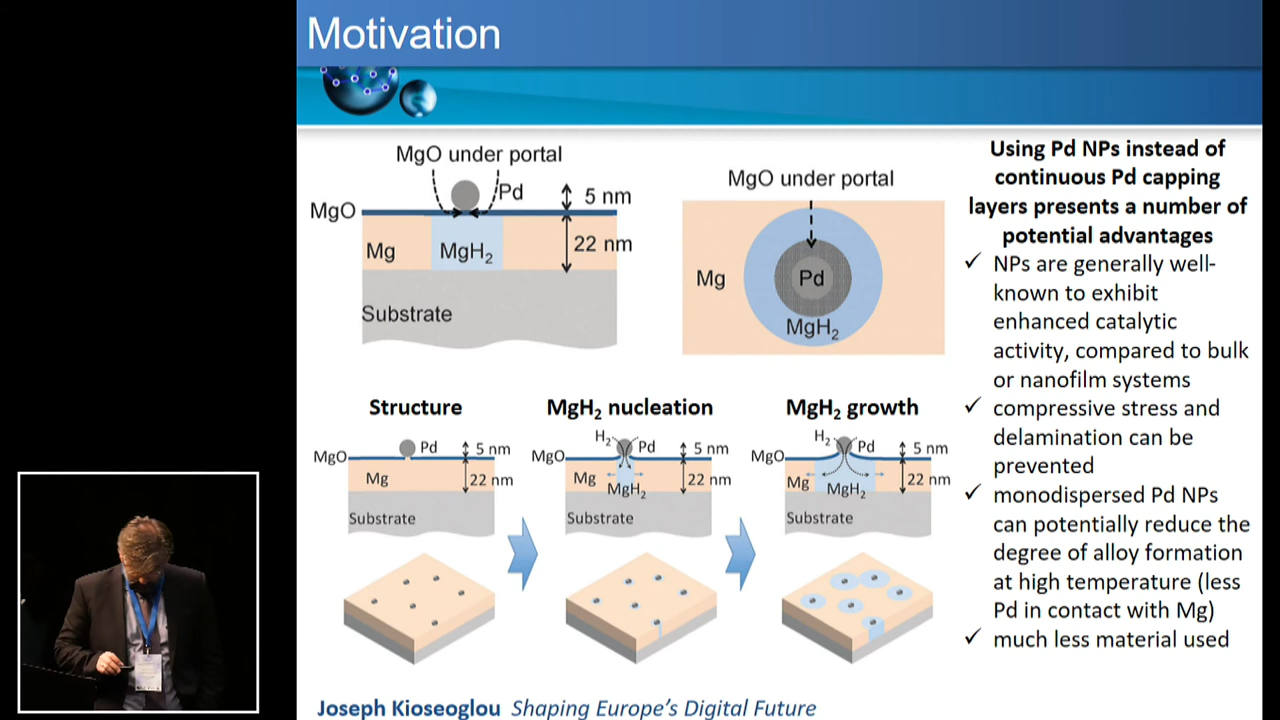 Motivation
MgO under portal
Pd
5 nm
MgO
Mg
MgH2
22 nm
Substrate
MgO under portal
Mg
Pd
MgH2
Structure
MgH2 nucleation
MgH2 growth
Pd
5 nm
MgO
Mg
22 nm
Substrate
H2
Pd
5 nm
MgO
Mg
MgH2
22 nm
Substrate
H2
Pd
5 nm
MgO
Mg
MgH2
22 nm
Substrate
Using Pd NPs instead of
continuous Pd capping
layers presents a number of
potential advantages
✓ NPs are generally well-
known to exhibit
enhanced catalytic
activity, compared to bulk
or nanofilm systems
✓ compressive stress and
delamination can be
prevented
✓ monodispersed Pd NPs
can potentially reduce the
degree of alloy formation
at high temperature (less
Pd in contact with Mg)
✓ much less material used
Joseph Kioseoglou Shaping Europe's Digital Future